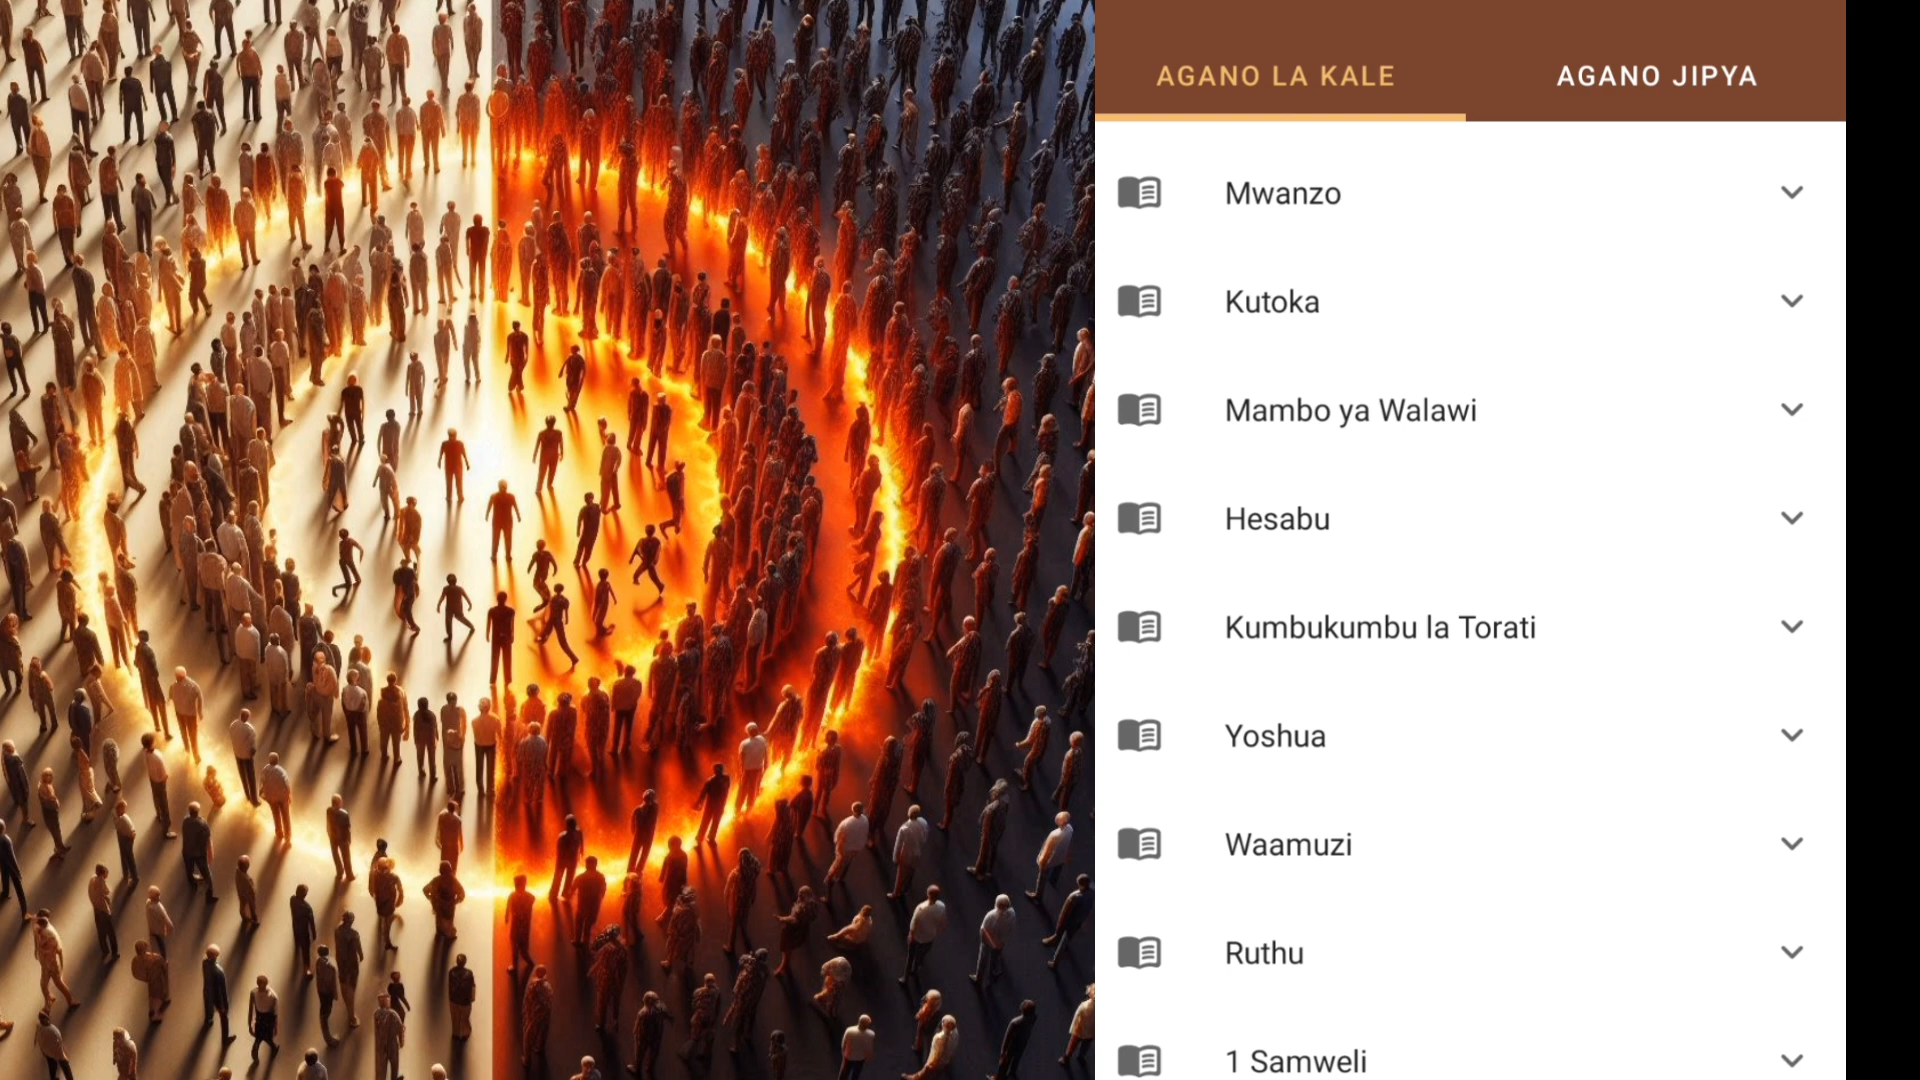 AGANO LA KALE
AGANO JIPYA
Mwanzo
Kutoka
Mambo ya Walawi
Hesabu
Kumbukumbu la Torati
Yoshua
Waamuzi
Ruthu
1 Samweli